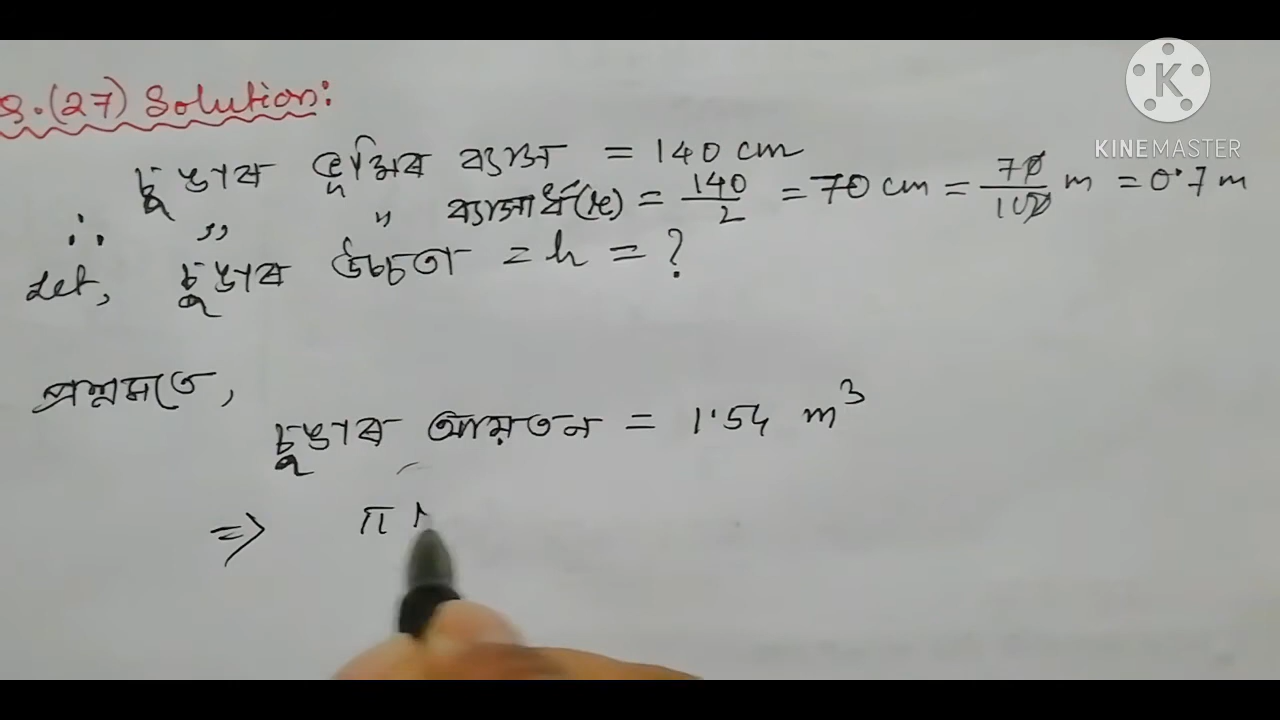 KINEMASTER
S.(27) Solution:
চুঙাৰ ভূমিৰ ব্যাস = 140 cm
∴ ,, ,, ব্যাসাৰ্ধ(r) = 140/2 = 70 cm = 70/100 m = 0.7 m
Let, চুঙাৰ উচ্চতা = h = ?
প্ৰশ্নমতে,
চুঙাৰ আয়তন = 1.54 m³
=> π